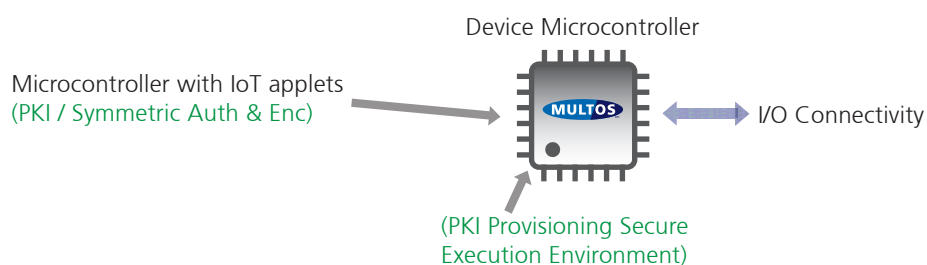 Device Microcontroller
Microcontroller with IoT applets
(PKI / Symmetric Auth & Enc)
MULTOS
I/O Connectivity
(PKI Provisioning Secure
Execution Environment)